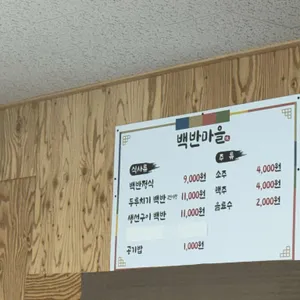 백반마을
식사류
백반정식 9,000원
두루치기 백반 11,000원
생선구이 백반 11,000원
공기밥 1,000원
주류
소주 4,000원
맥주 4,000원
음료수 2,000원